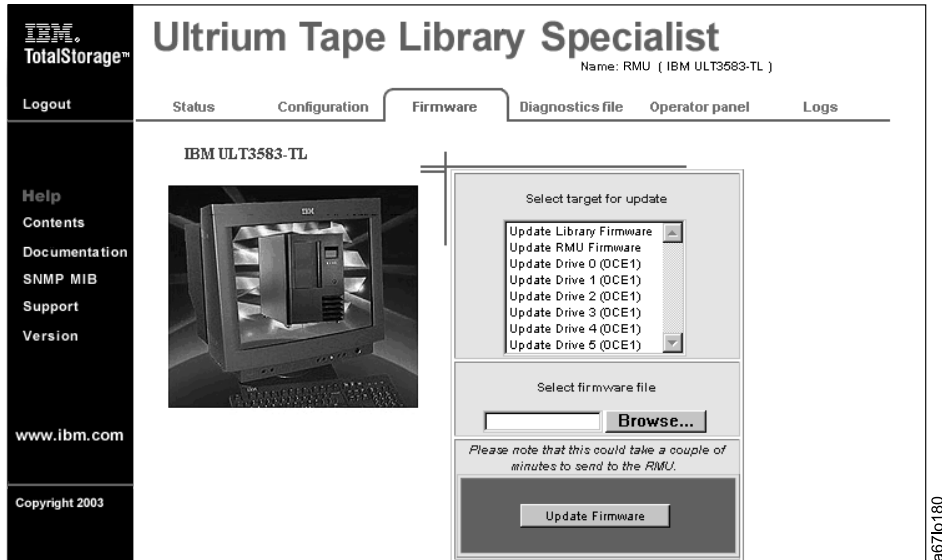 IBM.
TotalStorage™
Ultrium Tape Library Specialist
Name: RMU ( IBM ULT3583-TL )
Logout
Status
Configuration
Firmware
Diagnostics file
Operator panel
Logs
IBM ULT3583-TL
Help
Contents
Documentation
SNMP MIB
Support
Version
www.ibm.com
Copyright 2003
IBM
Select target for update
Update Library Firmware
Update RMU Firmware
Update Drive 0 (0CE1)
Update Drive 1 (0CE1)
Update Drive 2 (0CE1)
Update Drive 3 (0CE1)
Update Drive 4 (0CE1)
Update Drive 5 (0CE1)
Select firmware file
Browse...
Please note that this could take a couple of
minutes to send to the RMU.
Update Firmware
a67lo180